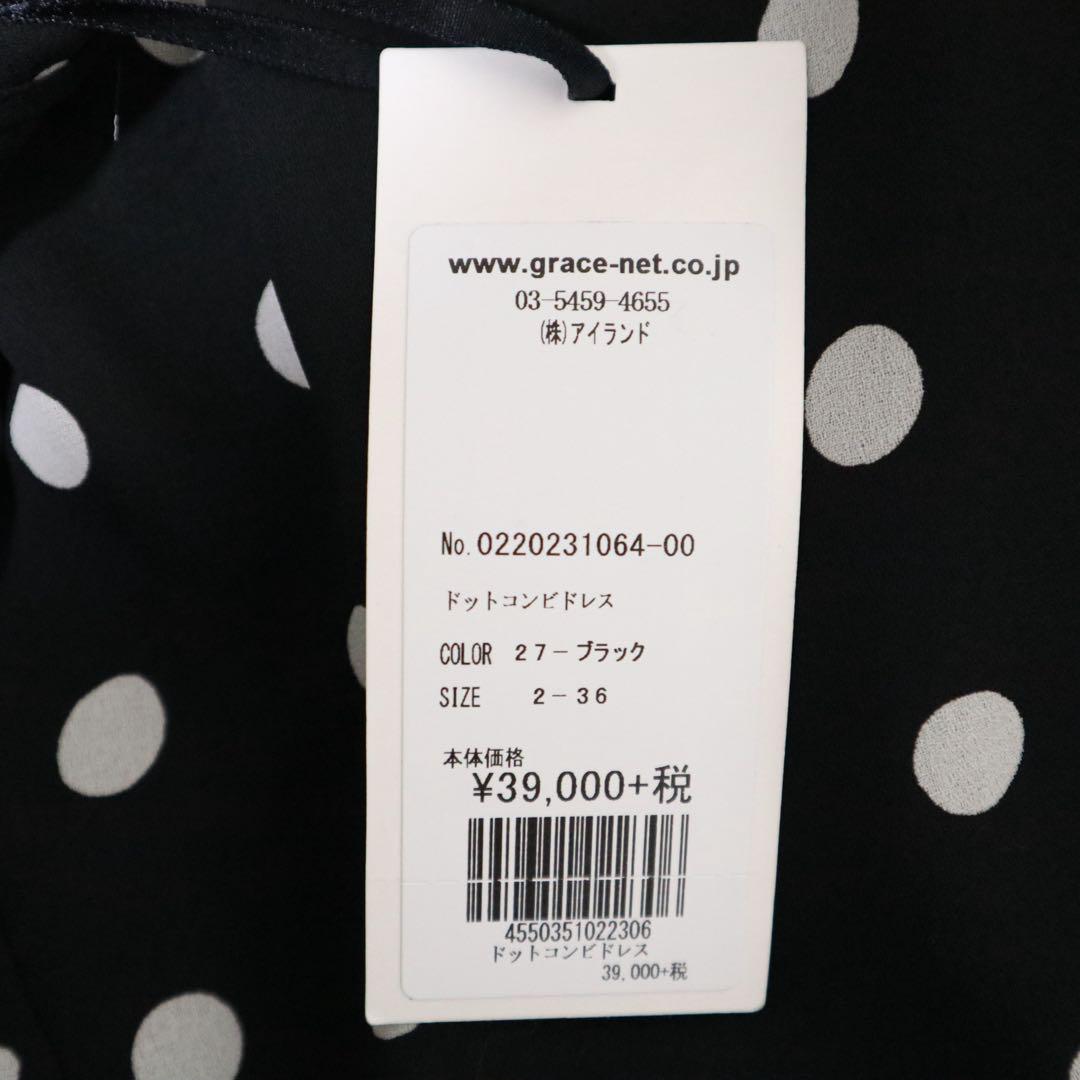 www.grace-net.co.jp
03-5459-4655
(株)アイランド
No.0220231064-00
ドットコンビドレス
COLOR 27-ブラック
SIZE 2-36
本体価格
¥39,000+税
4550351022306
ドットコンビドレス
39,000+税